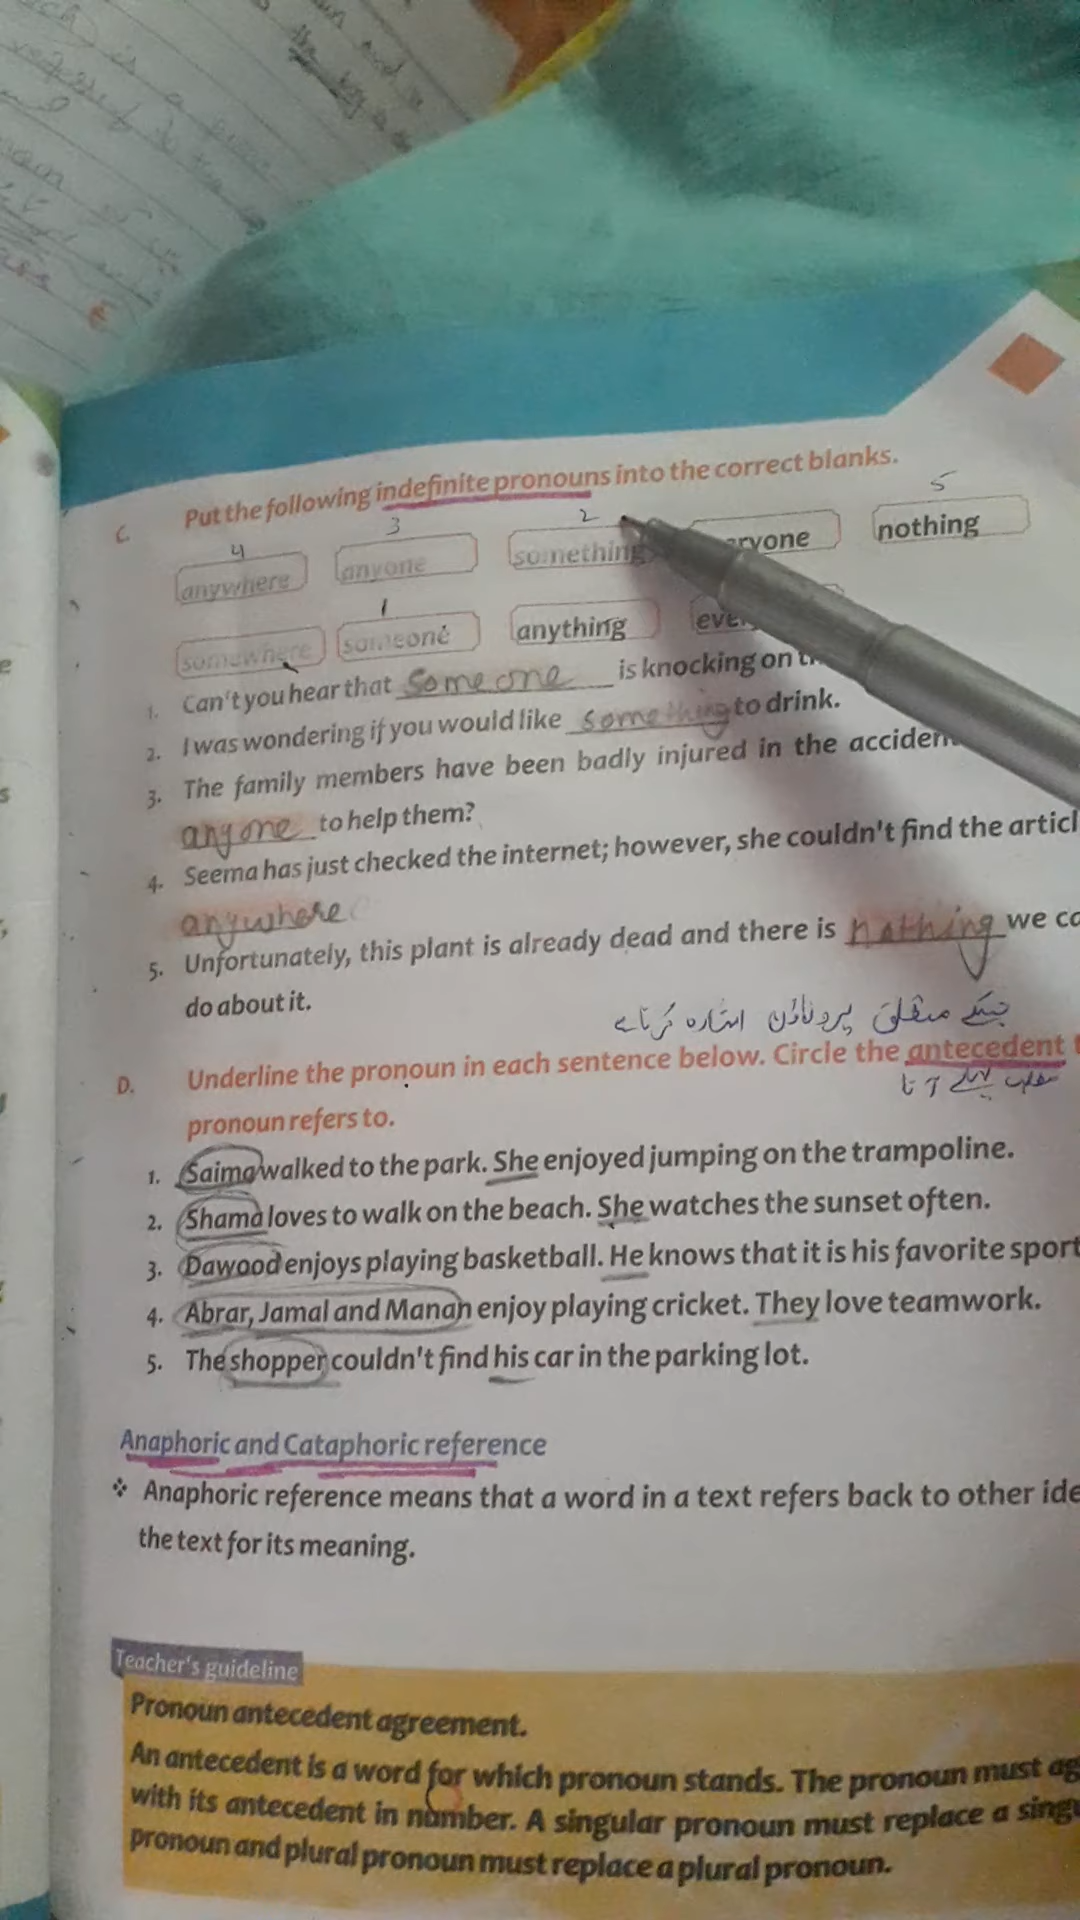 C. Put the following indefinite pronouns into the correct blanks.
4 3 2 5
anywhere anyone something ryone nothing
1
somewhere someone anything eve
1. Can't you hear that Some one is knocking on
2. I was wondering if you would like something to drink.
3. The family members have been badly injured in the acciden
anyone to help them?
4. Seema has just checked the internet; however, she couldn't find the articl
anywhere
5. Unfortunately, this plant is already dead and there is nothing we ca
do about it.
جسکے متعلق پروناؤن اشارہ کرتا ہے
D. Underline the pronoun in each sentence below. Circle the antecedent t
پہلے آنا
pronoun refers to.
1. Saima walked to the park. She enjoyed jumping on the trampoline.
2. Shama loves to walk on the beach. She watches the sunset often.
3. Dawood enjoys playing basketball. He knows that it is his favorite sport
4. Abrar, Jamal and Manan enjoy playing cricket. They love teamwork.
5. The shopper couldn't find his car in the parking lot.
Anaphoric and Cataphoric reference
❖ Anaphoric reference means that a word in a text refers back to other ide
the text for its meaning.
Teacher's guideline
Pronoun antecedent agreement.
An antecedent is a word for which pronoun stands. The pronoun must ag
with its antecedent in number. A singular pronoun must replace a singu
pronoun and plural pronoun must replace a plural pronoun.